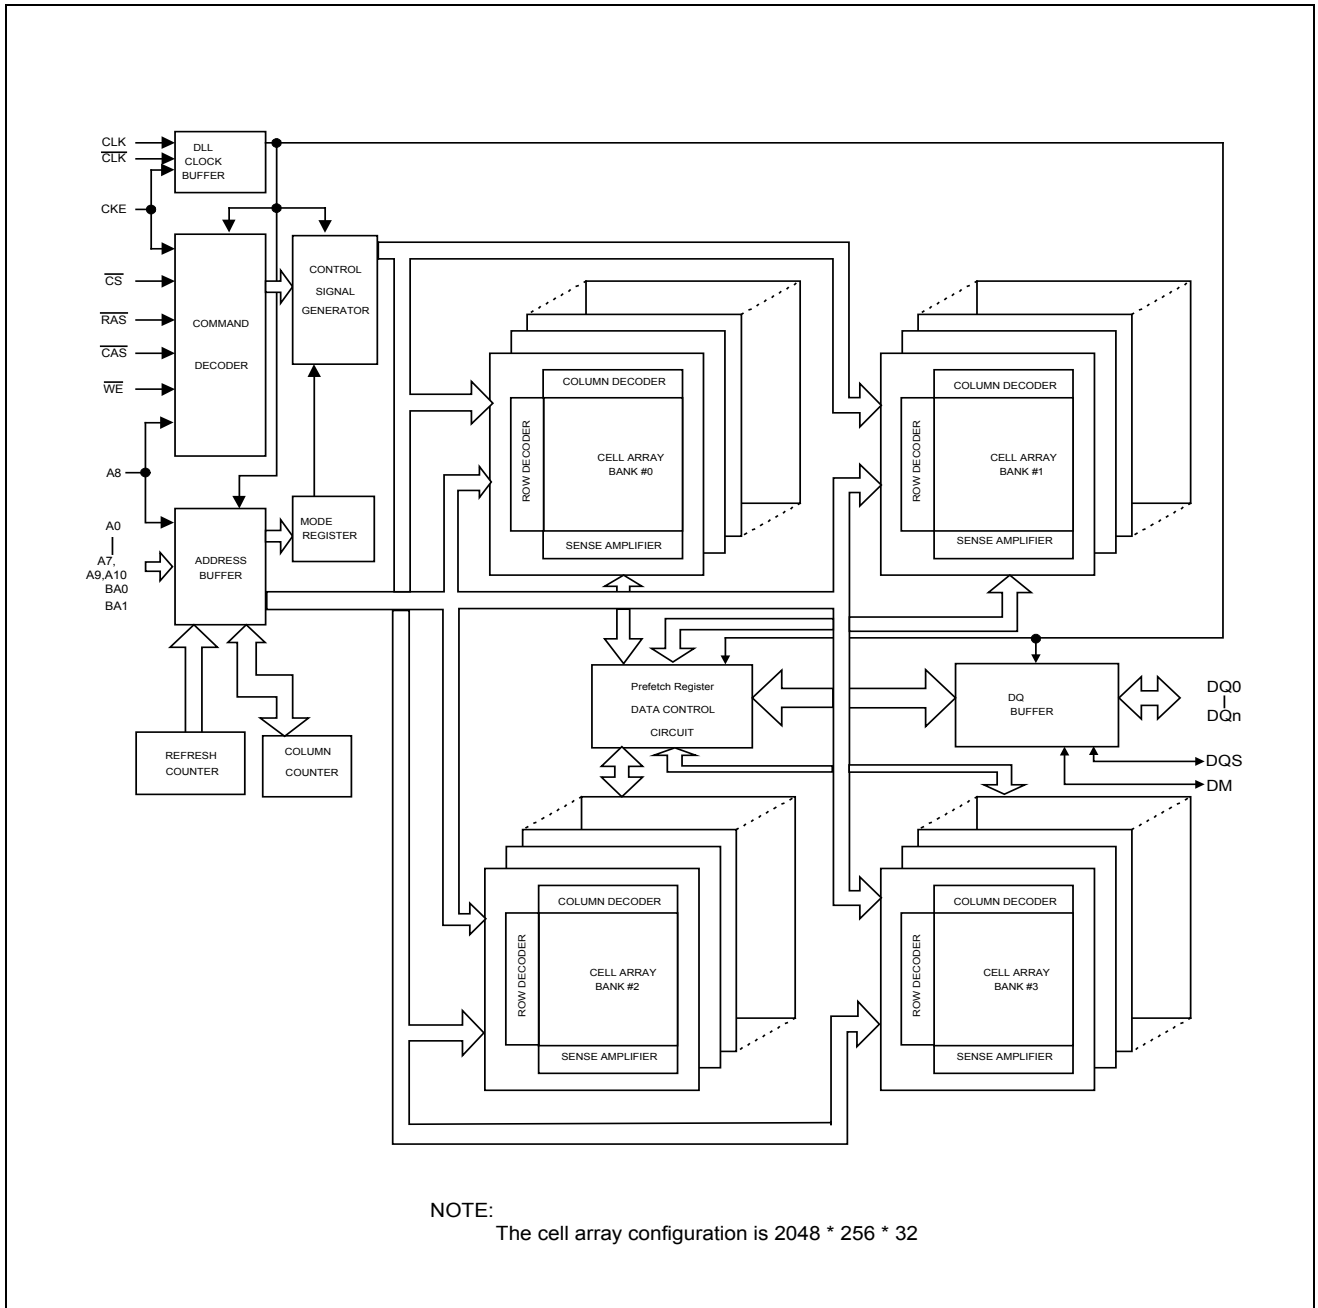 CLK
CLK
CKE
CS
RAS
CAS
WE
A8
A0
A7,
A9,A10
BA0
BA1
DLL
CLOCK
BUFFER
COMMAND
DECODER
CONTROL
SIGNAL
GENERATOR
MODE
REGISTER
ADDRESS
BUFFER
REFRESH
COUNTER
COLUMN
COUNTER
COLUMN DECODER
ROW DECODER
CELL ARRAY
BANK #0
SENSE AMPLIFIER
COLUMN DECODER
ROW DECODER
CELL ARRAY
BANK #1
SENSE AMPLIFIER
Prefetch Register
DATA CONTROL
CIRCUIT
DQ
BUFFER
DQ0
DQn
DQS
DM
COLUMN DECODER
ROW DECODER
CELL ARRAY
BANK #2
SENSE AMPLIFIER
COLUMN DECODER
ROW DECODER
CELL ARRAY
BANK #3
SENSE AMPLIFIER
NOTE:
The cell array configuration is 2048 * 256 * 32